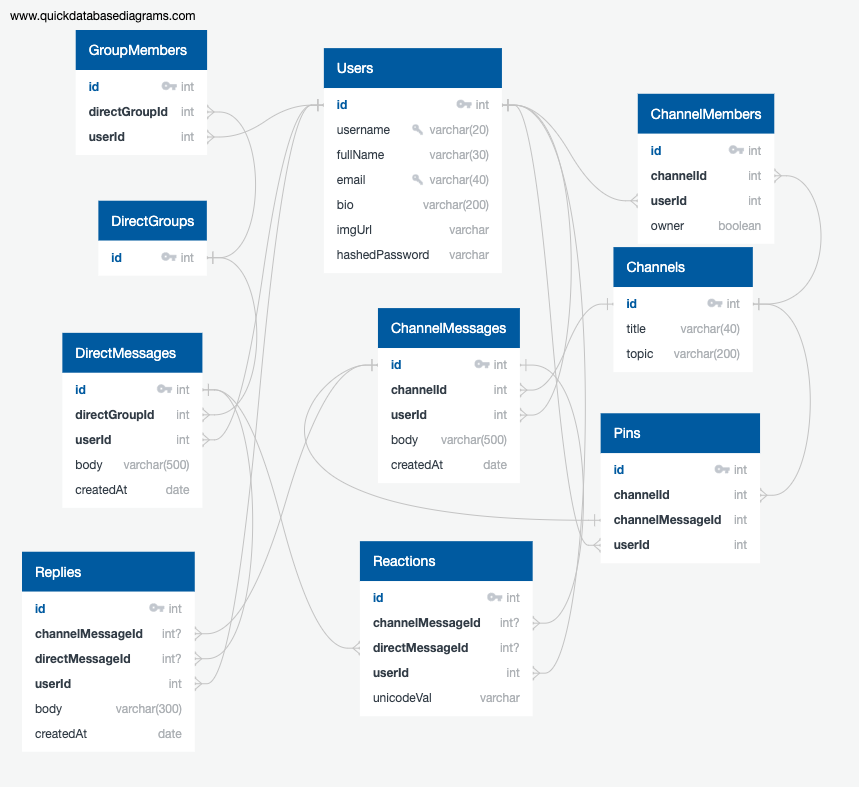 www.quickdatabasediagrams.com
GroupMembers
id int
directGroupId int
userId int
Users
id int
username varchar(20)
fullName varchar(30)
email varchar(40)
bio varchar(200)
imgUrl varchar
hashedPassword varchar
ChannelMembers
id int
channelId int
userId int
owner boolean
DirectGroups
id int
Channels
id int
title varchar(40)
topic varchar(200)
DirectMessages
id int
directGroupId int
userId int
body varchar(500)
createdAt date
ChannelMessages
id int
channelId int
userId int
body varchar(500)
createdAt date
Pins
id int
channelId int
channelMessageId int
userId int
Replies
id int
channelMessageId int?
directMessageId int?
userId int
body varchar(300)
createdAt date
Reactions
id int
channelMessageId int?
directMessageId int?
userId int
unicodeVal varchar